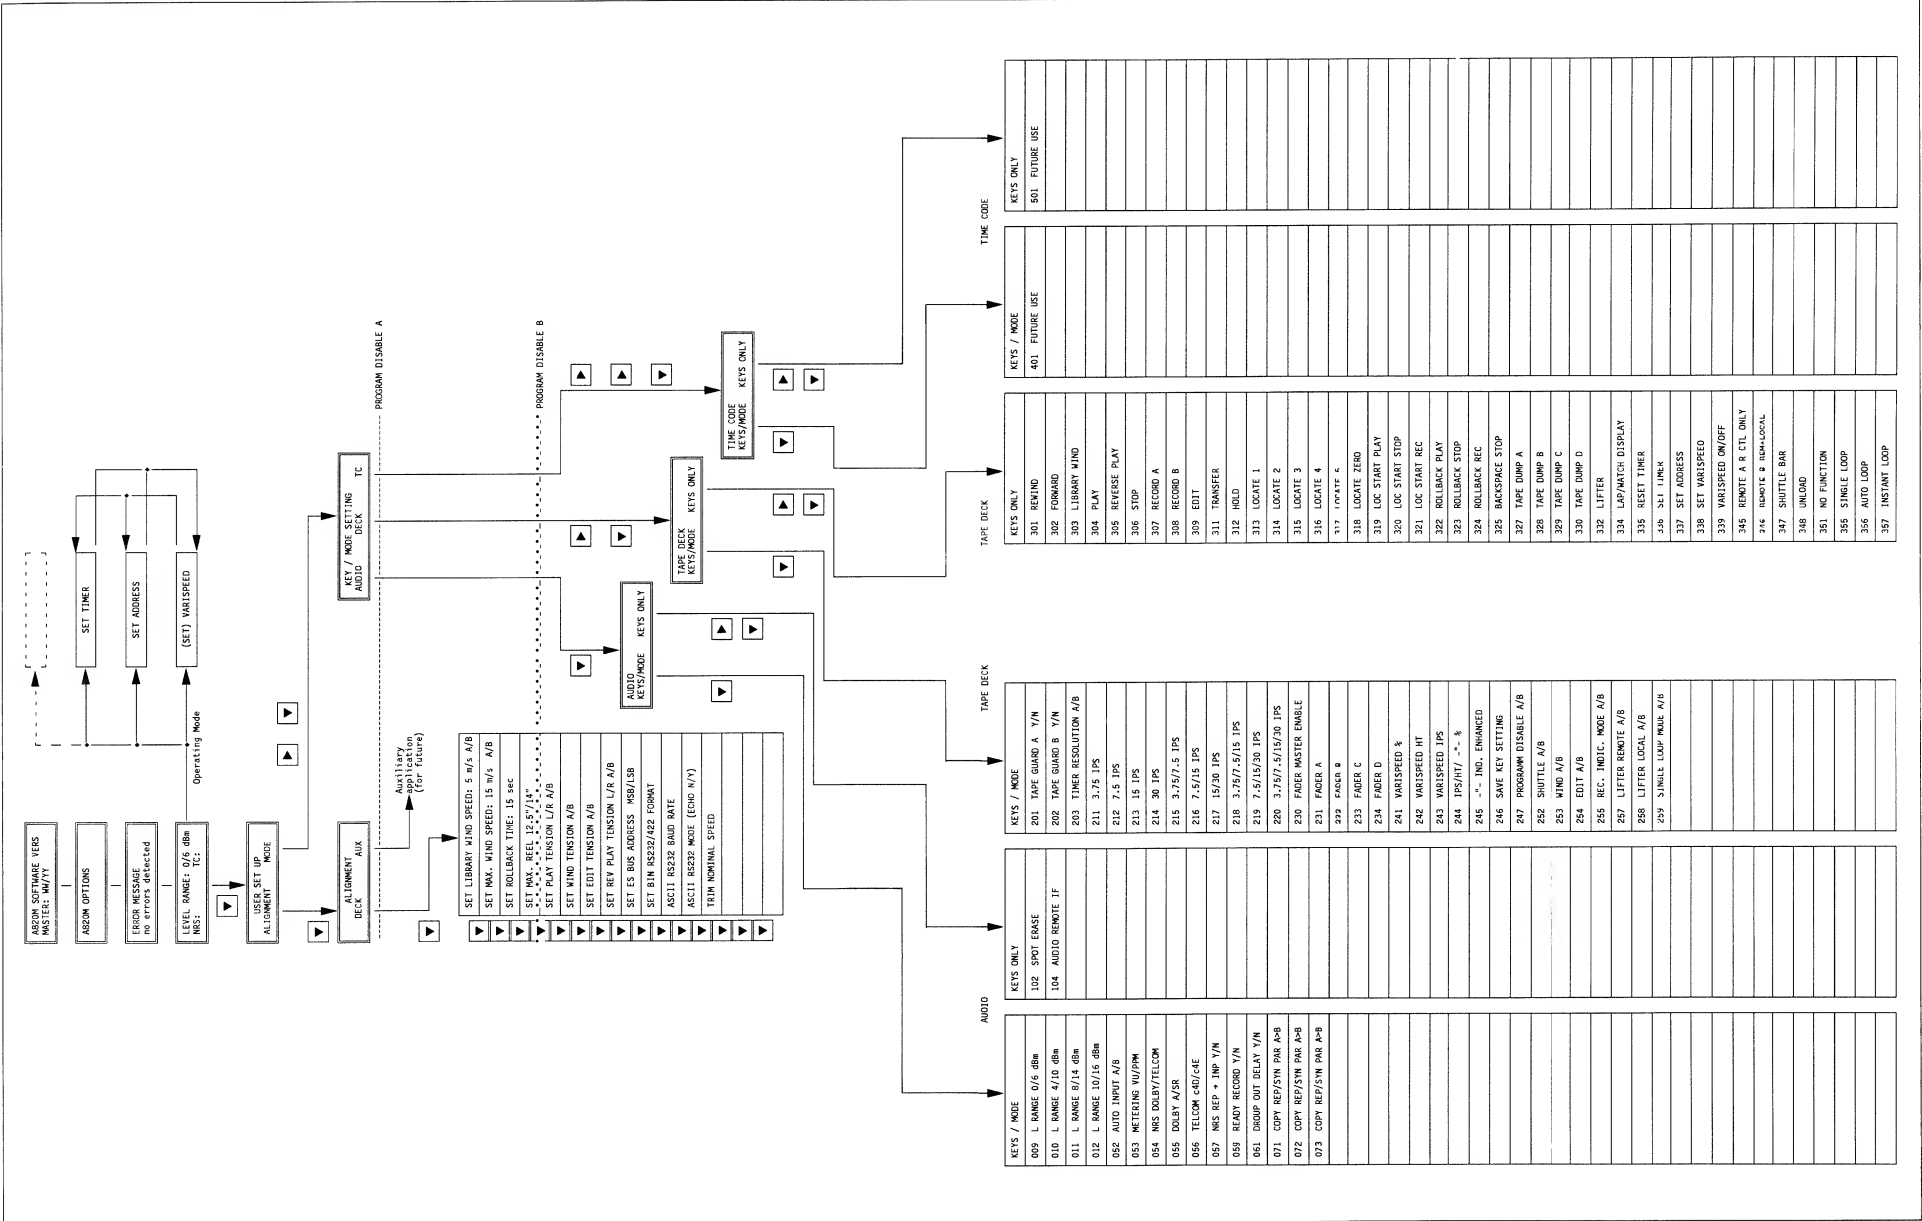 A820M SOFTWARE VERS
MASTER: WW/YY
A820M OPTIONS
ERROR MESSAGE
no errors detected
LEVEL RANGE: 0/6 dBm
NRS: TC:
USER SET UP
ALIGNMENT MODE
ALIGNMENT
DECK AUX
Operating Mode
SET TIMER
SET ADDRESS
(SET) VARISPEED
KEY / MODE SETTING
AUDIO DECK TC
PROGRAM DISABLE A
Auxiliary
application
(for future)
SET LIBRARY WIND SPEED: 5 m/s A/B
SET MAX. WIND SPEED: 15 m/s A/B
SET ROLLBACK TIME: 15 sec
SET MAX. REEL 12.5"/14"
SET PLAY TENSION L/R A/B
SET WIND TENSION A/B
SET EDIT TENSION A/B
SET REV PLAY TENSION L/R A/B
SET ES BUS ADDRESS MSB/LSB
SET BIN RS232/422 FORMAT
ASCII RS232 BAUD RATE
ASCII RS232 MODE (ECHO N/Y)
TRIM NOMINAL SPEED
PROGRAM DISABLE B
AUDIO
KEYS/MODE KEYS ONLY
TAPE DECK
KEYS/MODE KEYS ONLY
TIME CODE
KEYS/MODE KEYS ONLY
AUDIO
KEYS / MODE
009 L RANGE 0/6 dBm
010 L RANGE 4/10 dBm
011 L RANGE 8/14 dBm
012 L RANGE 10/16 dBm
052 AUTO INPUT A/B
053 METERING VU/PPM
054 NRS DOLBY/TELCOM
055 DOLBY A/SR
056 TELCOM c4D/c4E
057 NRS REP + INP Y/N
059 READY RECORD Y/N
061 DROUP OUT DELAY Y/N
071 COPY REP/SYN PAR A>B
072 COPY REP/SYN PAR A>B
073 COPY REP/SYN PAR A>B
KEYS ONLY
102 SPOT ERASE
104 AUDIO REMOTE IF
TAPE DECK
KEYS / MODE
201 TAPE GUARD A Y/N
202 TAPE GUARD B Y/N
203 TIMER RESOLUTION A/B
211 3.75 IPS
212 7.5 IPS
213 15 IPS
214 30 IPS
215 3.75/7.5 IPS
216 7.5/15 IPS
217 15/30 IPS
218 3.75/7.5/15 IPS
219 7.5/15/30 IPS
220 3.75/7.5/15/30 IPS
230 FADER MASTER ENABLE
231 FADER A
232 FADER B
233 FADER C
234 FADER D
241 VARISPEED %
242 VARISPEED HT
243 VARISPEED IPS
244 IPS/HT/ -"- %
245 -"- IND. ENHANCED
246 SAVE KEY SETTING
247 PROGRAMM DISABLE A/B
252 SHUTTLE A/B
253 WIND A/B
254 EDIT A/B
255 REC. INDIC. MODE A/B
257 LIFTER REMOTE A/B
258 LIFTER LOCAL A/B
259 SINGLE LOOP MODE A/B
TAPE DECK
KEYS ONLY
301 REWIND
302 FORWARD
303 LIBRARY WIND
304 PLAY
305 REVERSE PLAY
306 STOP
307 RECORD A
308 RECORD B
309 EDIT
311 TRANSFER
312 HOLD
313 LOCATE 1
314 LOCATE 2
315 LOCATE 3
316 LOCATE 4
317 LOCATE 5
318 LOCATE ZERO
319 LOC START PLAY
320 LOC START STOP
321 LOC START REC
322 ROLLBACK PLAY
323 ROLLBACK STOP
324 ROLLBACK REC
325 BACKSPACE STOP
327 TAPE DUMP A
328 TAPE DUMP B
329 TAPE DUMP C
330 TAPE DUMP D
332 LIFTER
334 LAP/WATCH DISPLAY
335 RESET TIMER
336 SET TIMER
337 SET ADDRESS
338 SET VARISPEED
339 VARISPEED ON/OFF
345 REMOTE A R CTL ONLY
346 REMOTE B REM+LOCAL
347 SHUTTLE BAR
348 UNLOAD
351 NO FUNCTION
355 SINGLE LOOP
356 AUTO LOOP
357 INSTANT LOOP
TIME CODE
KEYS / MODE
401 FUTURE USE
KEYS ONLY
501 FUTURE USE